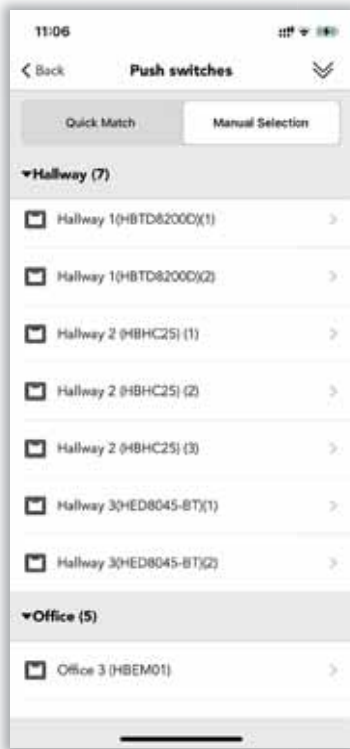 11:06
Back Push switches
Quick Match Manual Selection
Hallway (7)
Hallway 1(HBTD8200D)(1)
Hallway 1(HBTD8200D)(2)
Hallway 2 (HBHC25) (1)
Hallway 2 (HBHC25) (2)
Hallway 2 (HBHC25) (3)
Hallway 3(HED8045-BT)(1)
Hallway 3(HED8045-BT)(2)
Office (5)
Office 3 (HBEM01)